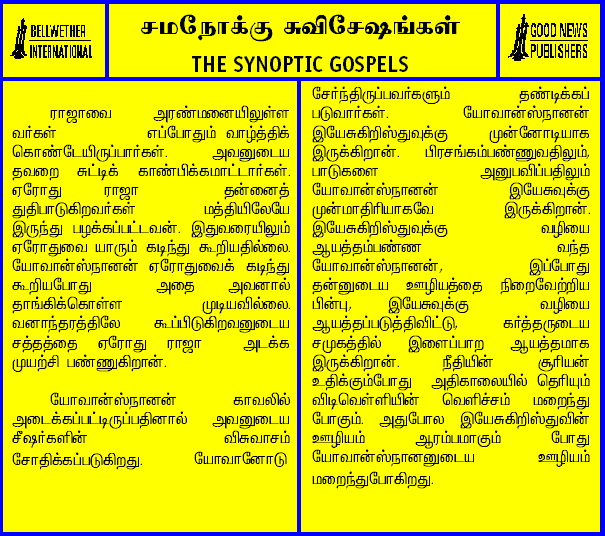 BELLWETHER
INTERNATIONAL
சமநோக்கு சுவிசேஷங்கள்
THE SYNOPTIC GOSPELS
GOOD NEWS
PUBLISHERS
ராஜாவை அரண்மனையிலுள்ள
வர்கள் எப்போதும் வாழ்த்திக்
கொண்டேயிருப்பார்கள். அவனுடைய
தவறை சுட்டிக் காண்பிக்கமாட்டார்கள்.
ஏரோது ராஜா தன்னைத்
துதிபாடுகிறவர்கள் மத்தியிலேயே
இருந்து பழக்கப்பட்டவன். இதுவரையிலும்
ஏரோதுவை யாரும் கடிந்து கூறியதில்லை.
யோவான்ஸ்நானன் ஏரோதுவைக் கடிந்து
கூறியபோது அதை அவனால்
தாங்கிக்கொள்ள முடியவில்லை.
வனாந்தரத்திலே கூப்பிடுகிறவனுடைய
சத்தத்தை ஏரோது ராஜா அடக்க
முயற்சி பண்ணுகிறான்.
யோவான்ஸ்நானன் காவலில்
அடைக்கப்பட்டிருப்பதினால் அவனுடைய
சீஷர்களின் விசுவாசம்
சோதிக்கப்படுகிறது. யோவானோடு
சேர்ந்திருப்பவர்களும் தண்டிக்கப்
படுவார்கள். யோவான்ஸ்நானன்
இயேசுகிறிஸ்துவுக்கு முன்னோடியாக
இருக்கிறான். பிரசங்கம்பண்ணுவதிலும்,
பாடுகளை அனுபவிப்பதிலும்
யோவான்ஸ்நானன் இயேசுவுக்கு
முன்மாதிரியாகவே இருக்கிறான்.
இயேசுகிறிஸ்துவுக்கு வழியை
ஆயத்தம்பண்ண வந்த
யோவான்ஸ்நானன், இப்போது
தன்னுடைய ஊழியத்தை நிறைவேற்றிய
பின்பு, இயேசுவுக்கு வழியை
ஆயத்தப்படுத்திவிட்டு, கர்த்தருடைய
சமுகத்தில் இளைப்பாற ஆயத்தமாக
இருக்கிறான். நீதியின் சூரியன்
உதிக்கும்போது அதிகாலையில் தெரியும்
விடிவெள்ளியின் வெளிச்சம் மறைந்து
போகும். அதுபோல இயேசுகிறிஸ்துவின்
ஊழியம் ஆரம்பமாகும் போது
யோவான்ஸ்நானனுடைய ஊழியம்
மறைந்துபோகிறது.